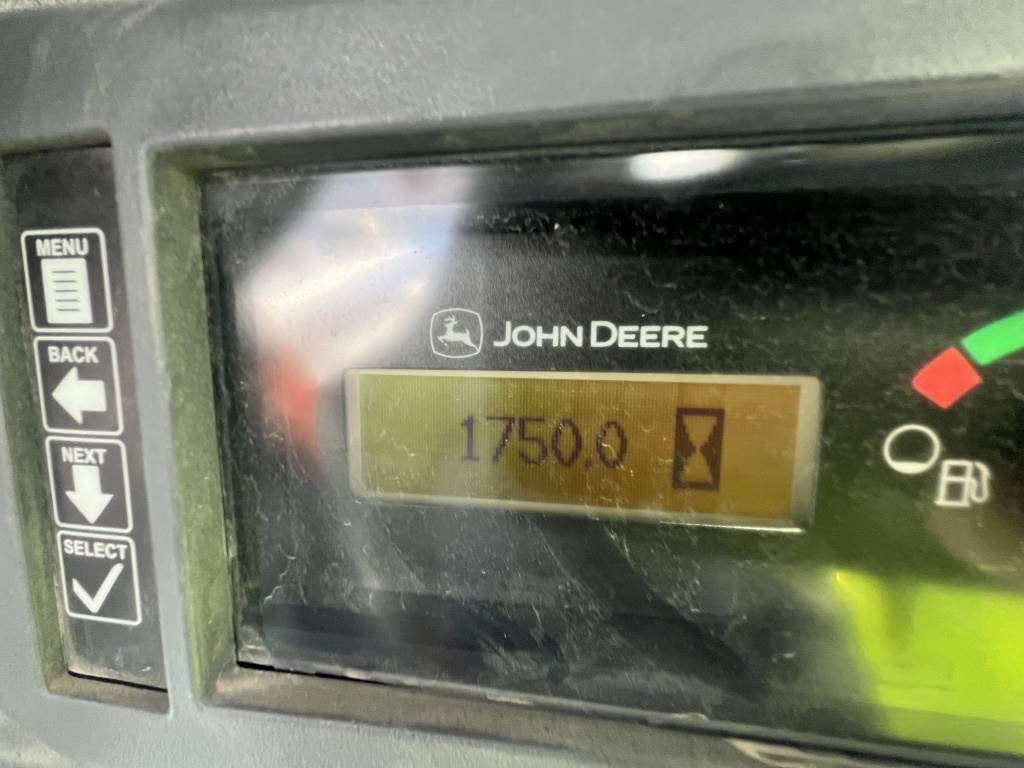 MENU
BACK
NEXT
SELECT
JOHN DEERE
1750.0